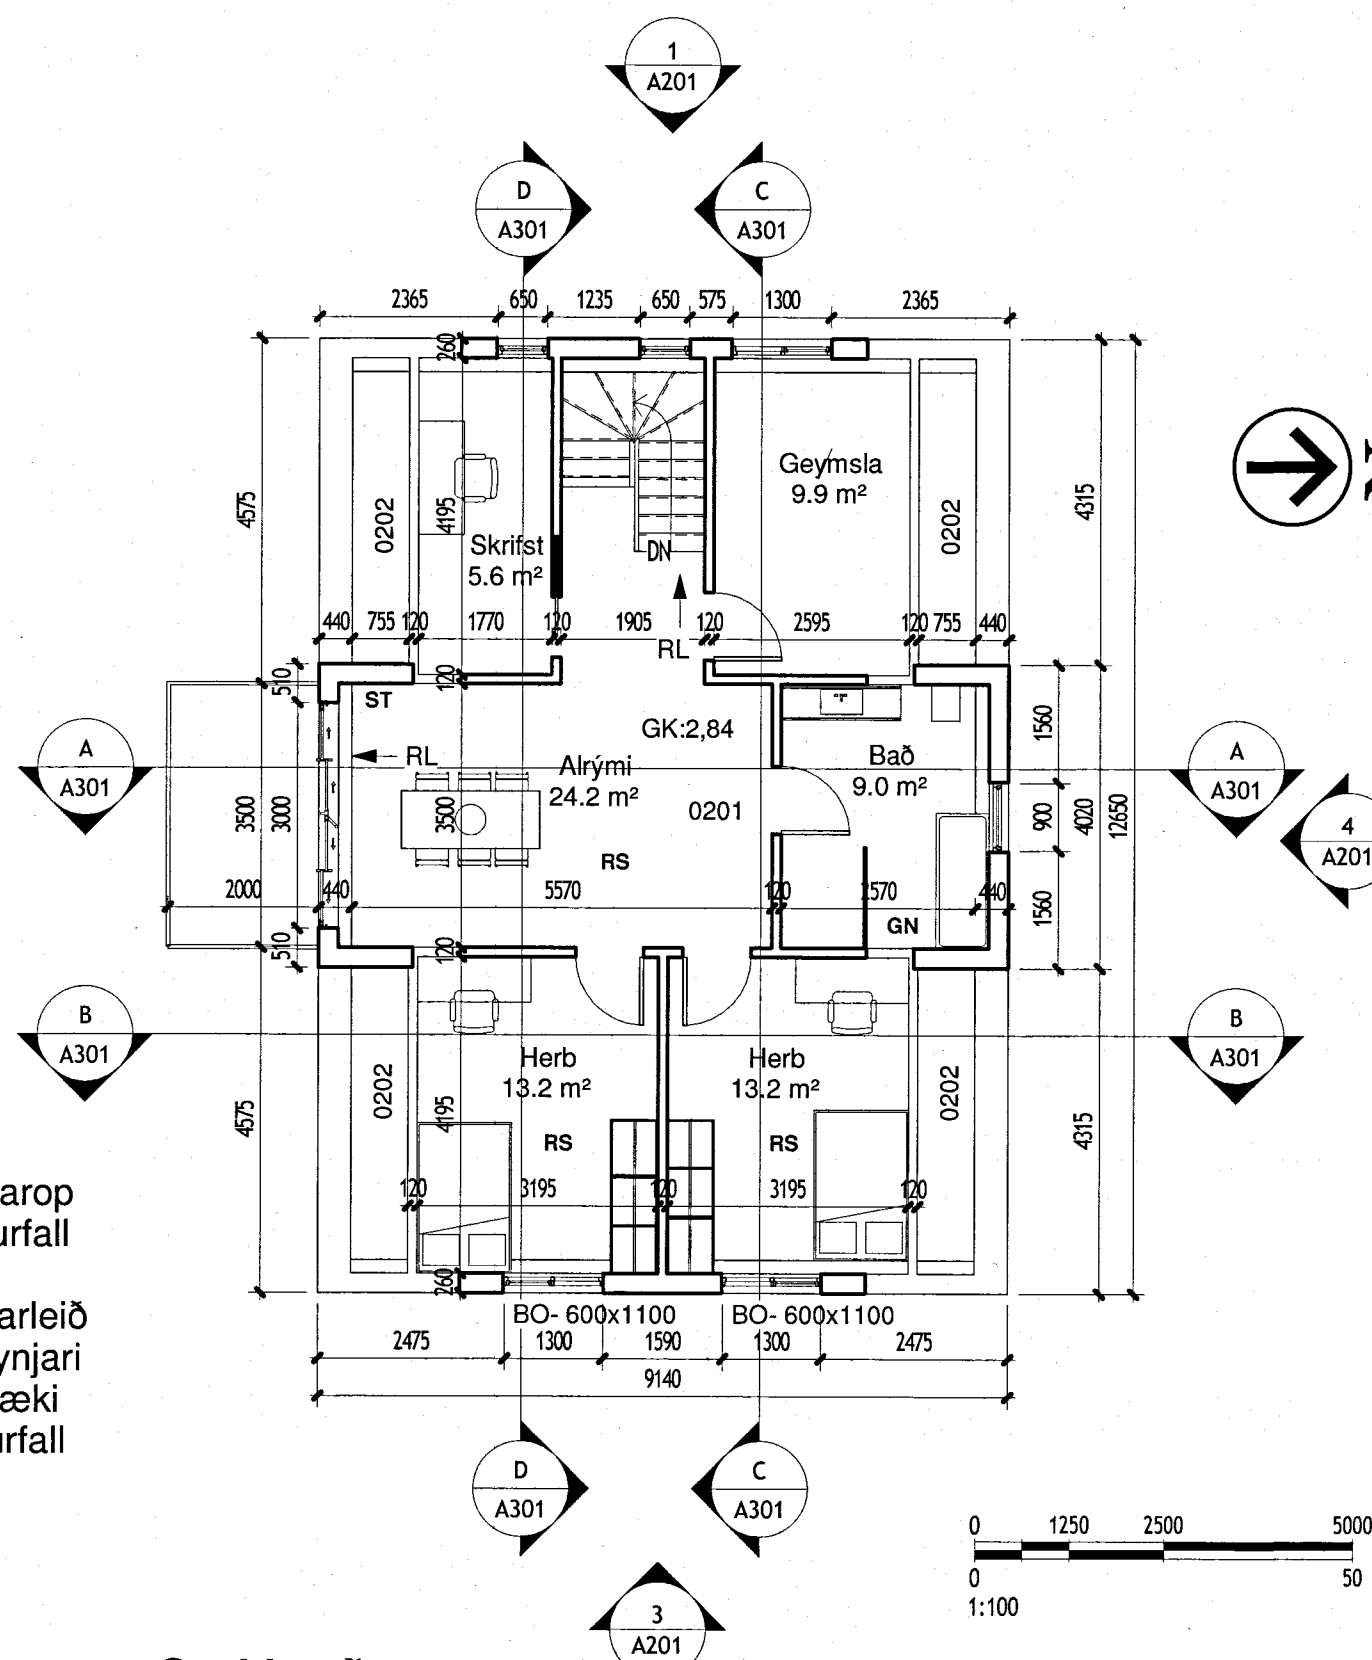 1
A201
D
A301
C
A301
2365 650 1235 650 575 1300 2365
260
4575
4315
12650
Geymsla
9.9 m²
0202
0202
4195
Skrifst
5.6 m²
DN
440 755 120 1770 120 1905 120 2595 120 755 440
RL
510
120
ST
GK:2,84
1560
A
A301
RL
Alrými
24.2 m²
Bað
9.0 m²
A
A301
3500
3000
3500
0201
900
4020
4
A201
RS
2000 440 5570 120 2570 440
1560
GN
510
120
B
A301
B
A301
Herb
13.2 m²
Herb
13.2 m²
0202
0202
4575
4195
4315
RS
RS
120 3195 120 3195 120
arop
urfall
arleið
ynjari
æki
urfall
260
BO- 600x1100 BO- 600x1100
2475 1300 1590 1300 2475
9140
D
A301
C
A301
0 1250 2500 5000
0 50
1:100
3
A201